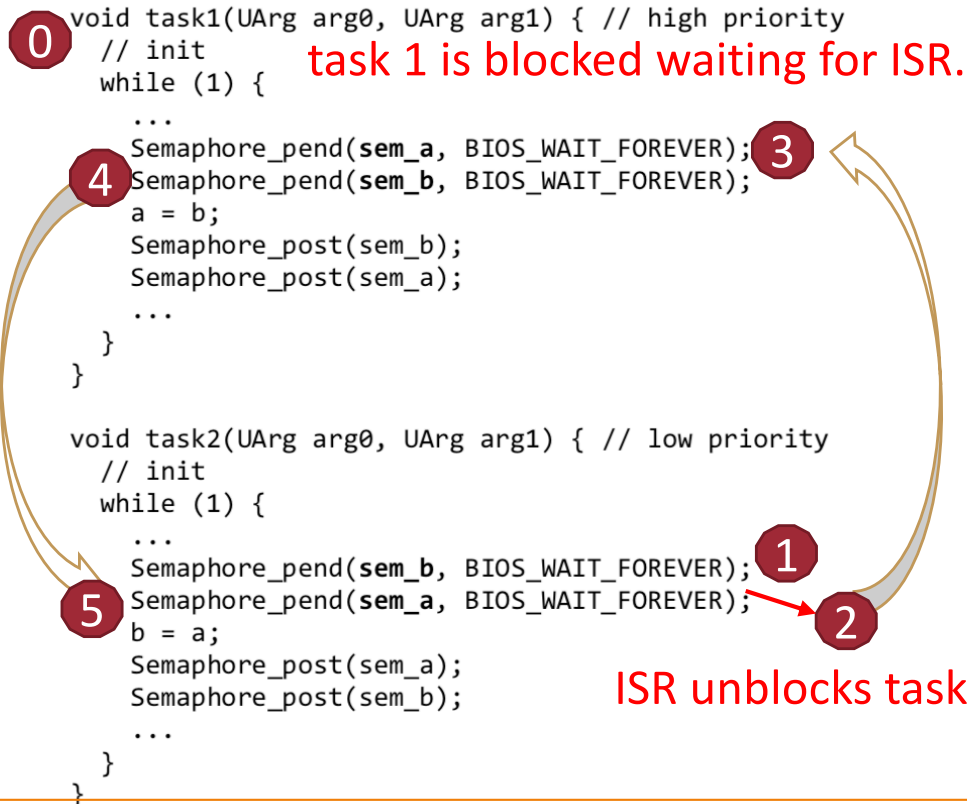 0
void task1(UArg arg0, UArg arg1) { // high priority
// init
task 1 is blocked waiting for ISR.
while (1) {
...
Semaphore_pend(sem_a, BIOS_WAIT_FOREVER);
3
4
Semaphore_pend(sem_b, BIOS_WAIT_FOREVER);
a = b;
Semaphore_post(sem_b);
Semaphore_post(sem_a);
...
}
}
void task2(UArg arg0, UArg arg1) { // low priority
// init
while (1) {
...
Semaphore_pend(sem_b, BIOS_WAIT_FOREVER);
1
5
Semaphore_pend(sem_a, BIOS_WAIT_FOREVER);
2
b = a;
Semaphore_post(sem_a);
ISR unblocks task
Semaphore_post(sem_b);
...
}
}